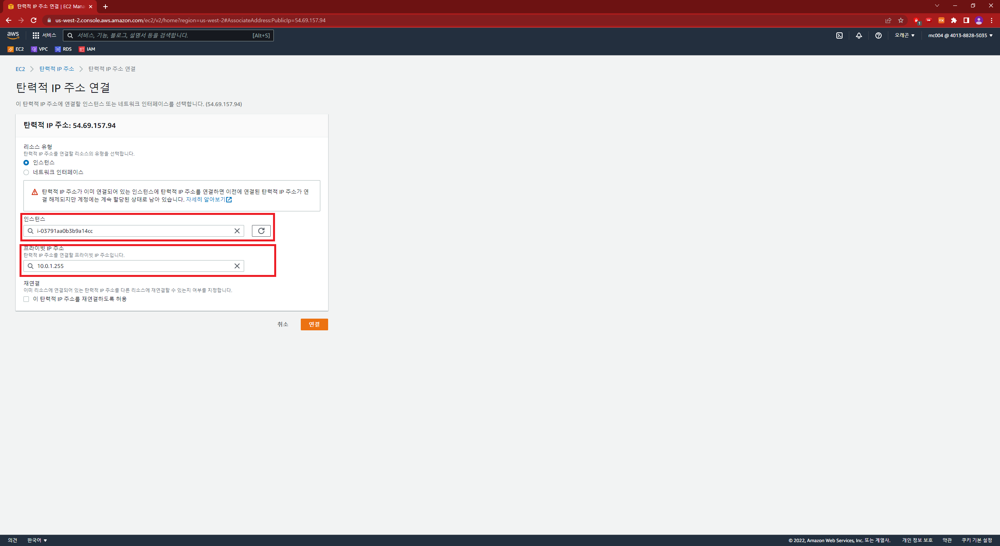 탄력적 IP 주소 연결 | EC2 Mana
us-west-2.console.aws.amazon.com/ec2/v2/home?region=us-west-2#AssociateAddress:PublicIp=54.69.157.94
1
EX
aws
서비스
서비스, 기능, 블로그, 설명서 등을 검색합니다.
[Alt+S]
오레곤
mc004 @ 4013-8828-5035
EC2
VPC
RDS
IAM
EC2
탄력적 IP 주소
탄력적 IP 주소 연결
탄력적 IP 주소 연결
이 탄력적 IP 주소에 연결할 인스턴스 또는 네트워크 인터페이스를 선택합니다. (54.69.157.94)
탄력적 IP 주소: 54.69.157.94
리소스 유형
탄력적 IP 주소를 연결할 리소스의 유형을 선택합니다.
인스턴스
네트워크 인터페이스
탄력적 IP 주소가 이미 연결되어 있는 인스턴스에 탄력적 IP 주소를 연결하면 이전에 연결된 탄력적 IP 주소가 연
결 해제되지만 계정에는 계속 할당된 상태로 남아 있습니다. 자세히 알아보기
인스턴스
i-03791aa0b3b9a14cc
프라이빗 IP 주소
탄력적 IP 주소를 연결할 프라이빗 IP 주소입니다.
10.0.1.255
재연결
이미 리소스에 연결되어 있는 탄력적 IP 주소를 다른 리소스에 재연결할 수 있는지 여부를 지정합니다.
이 탄력적 IP 주소를 재연결하도록 허용
취소
연결
의견
한국어
© 2022, Amazon Web Services, Inc. 또는 계열사.
개인 정보 보호
약관
쿠키 기본 설정